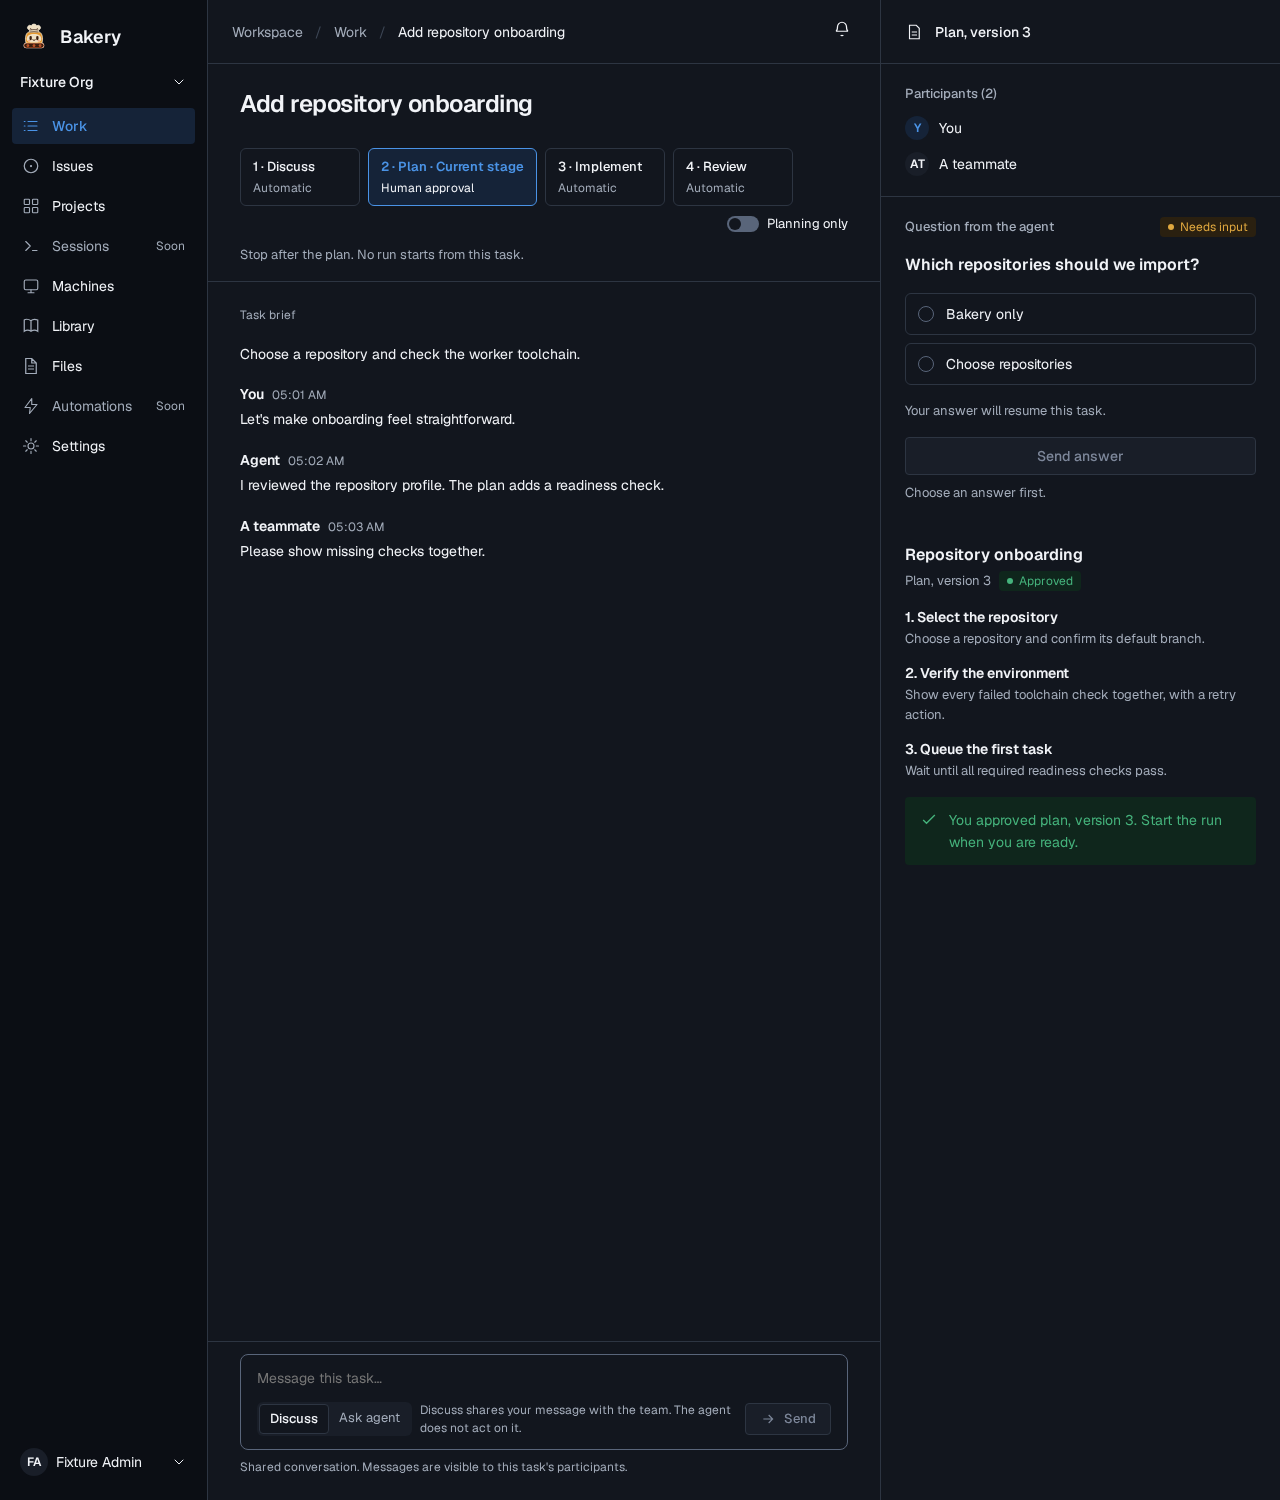 Bakery
Fixture Org
Work
Issues
Projects
Sessions Soon
Machines
Library
Files
Automations Soon
Settings
FA Fixture Admin
Workspace / Work / Add repository onboarding
Add repository onboarding
1 · Discuss
Automatic
2 · Plan · Current stage
Human approval
3 · Implement
Automatic
4 · Review
Automatic
Planning only
Stop after the plan. No run starts from this task.
Task brief
Choose a repository and check the worker toolchain.
You 05:01 AM
Let's make onboarding feel straightforward.
Agent 05:02 AM
I reviewed the repository profile. The plan adds a readiness check.
A teammate 05:03 AM
Please show missing checks together.
Message this task...
Discuss Ask agent
Discuss shares your message with the team. The agent
does not act on it.
Send
Shared conversation. Messages are visible to this task's participants.
Plan, version 3
Participants (2)
Y You
AT A teammate
Question from the agent Needs input
Which repositories should we import?
Bakery only
Choose repositories
Your answer will resume this task.
Send answer
Choose an answer first.
Repository onboarding
Plan, version 3 Approved
1. Select the repository
Choose a repository and confirm its default branch.
2. Verify the environment
Show every failed toolchain check together, with a retry
action.
3. Queue the first task
Wait until all required readiness checks pass.
You approved plan, version 3. Start the run
when you are ready.